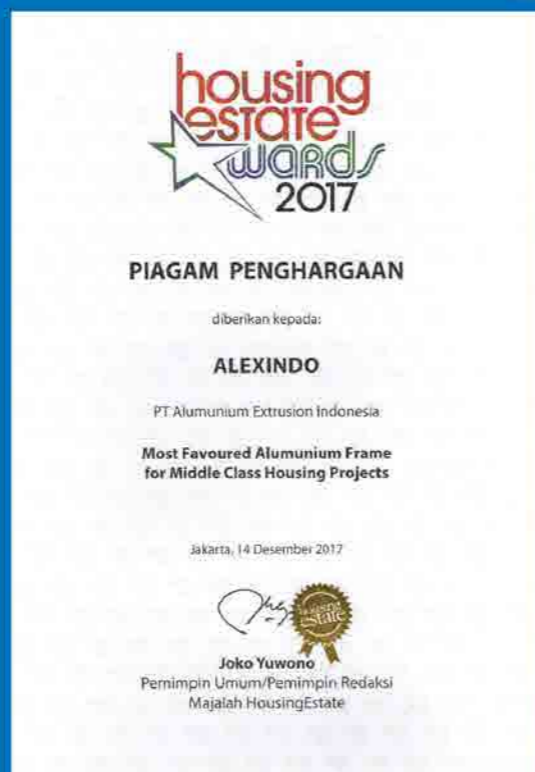 housing
estate
awards
2017
PIAGAM PENGHARGAAN
diberikan kepada:
ALEXINDO
PT Alumunium Extrusion Indonesia
Most Favoured Alumunium Frame
for Middle Class Housing Projects
Jakarta, 14 Desember 2017
housing
estate
Joko Yuwono
Pemimpin Umum/Pemimpin Redaksi
Majalah HousingEstate